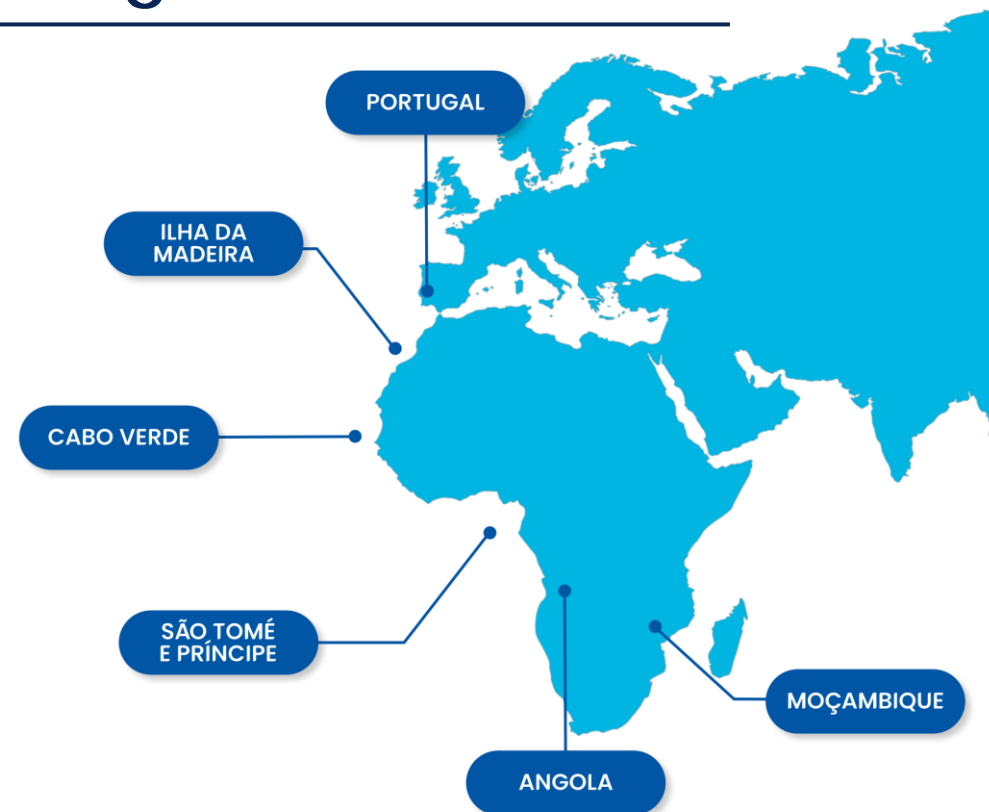 PORTUGAL
ILHA DA
MADEIRA
CABO VERDE
SÃO TOMÉ
E PRÍNCIPE
MOÇAMBIQUE
ANGOLA